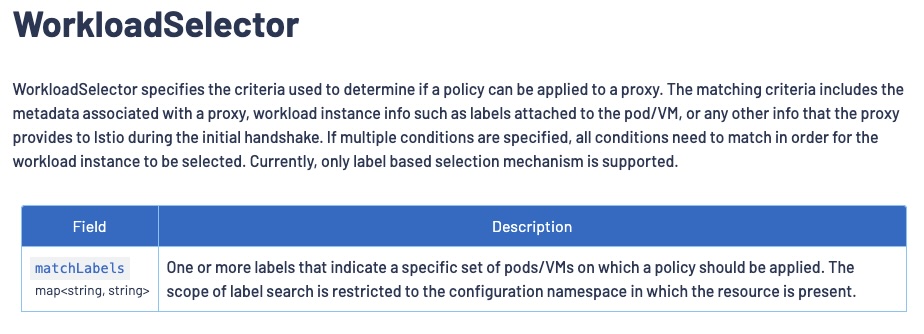 WorkloadSelector
WorkloadSelector specifies the criteria used to determine if a policy can be applied to a proxy. The matching criteria includes the
metadata associated with a proxy, workload instance info such as labels attached to the pod/VM, or any other info that the proxy
provides to Istio during the initial handshake. If multiple conditions are specified, all conditions need to match in order for the
workload instance to be selected. Currently, only label based selection mechanism is supported.
Field Description
matchLabels One or more labels that indicate a specific set of pods/VMs on which a policy should be applied. The
map<string, string> scope of label search is restricted to the configuration namespace in which the resource is present.